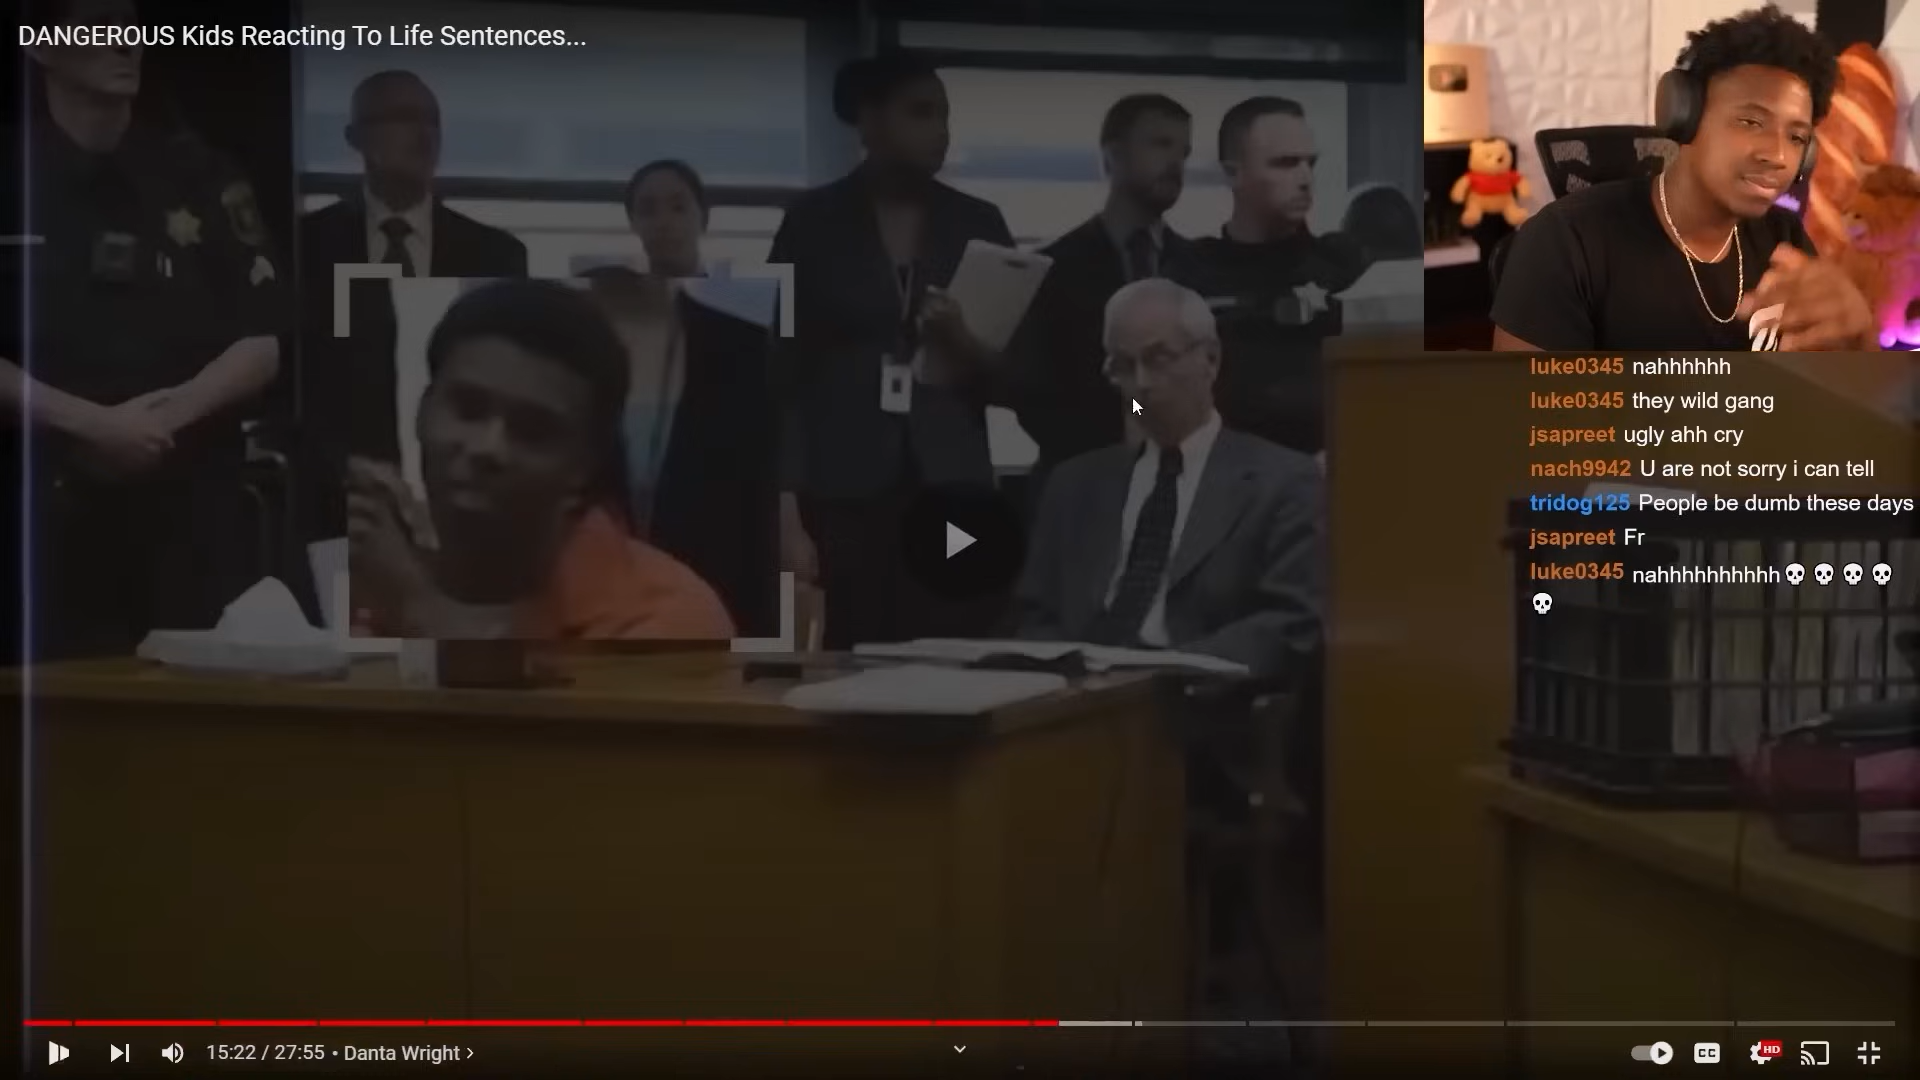 DANGEROUS Kids Reacting To Life Sentences...
luke0345 nahhhhhh
luke0345 they wild gang
jsapreet ugly ahh cry
nach9942 U are not sorry i can tell
tridog125 People be dumb these days
jsapreet Fr
luke0345 nahhhhhhhhhh💀💀💀💀
💀
15:22 / 27:55 • Danta Wright ›
CC
HD